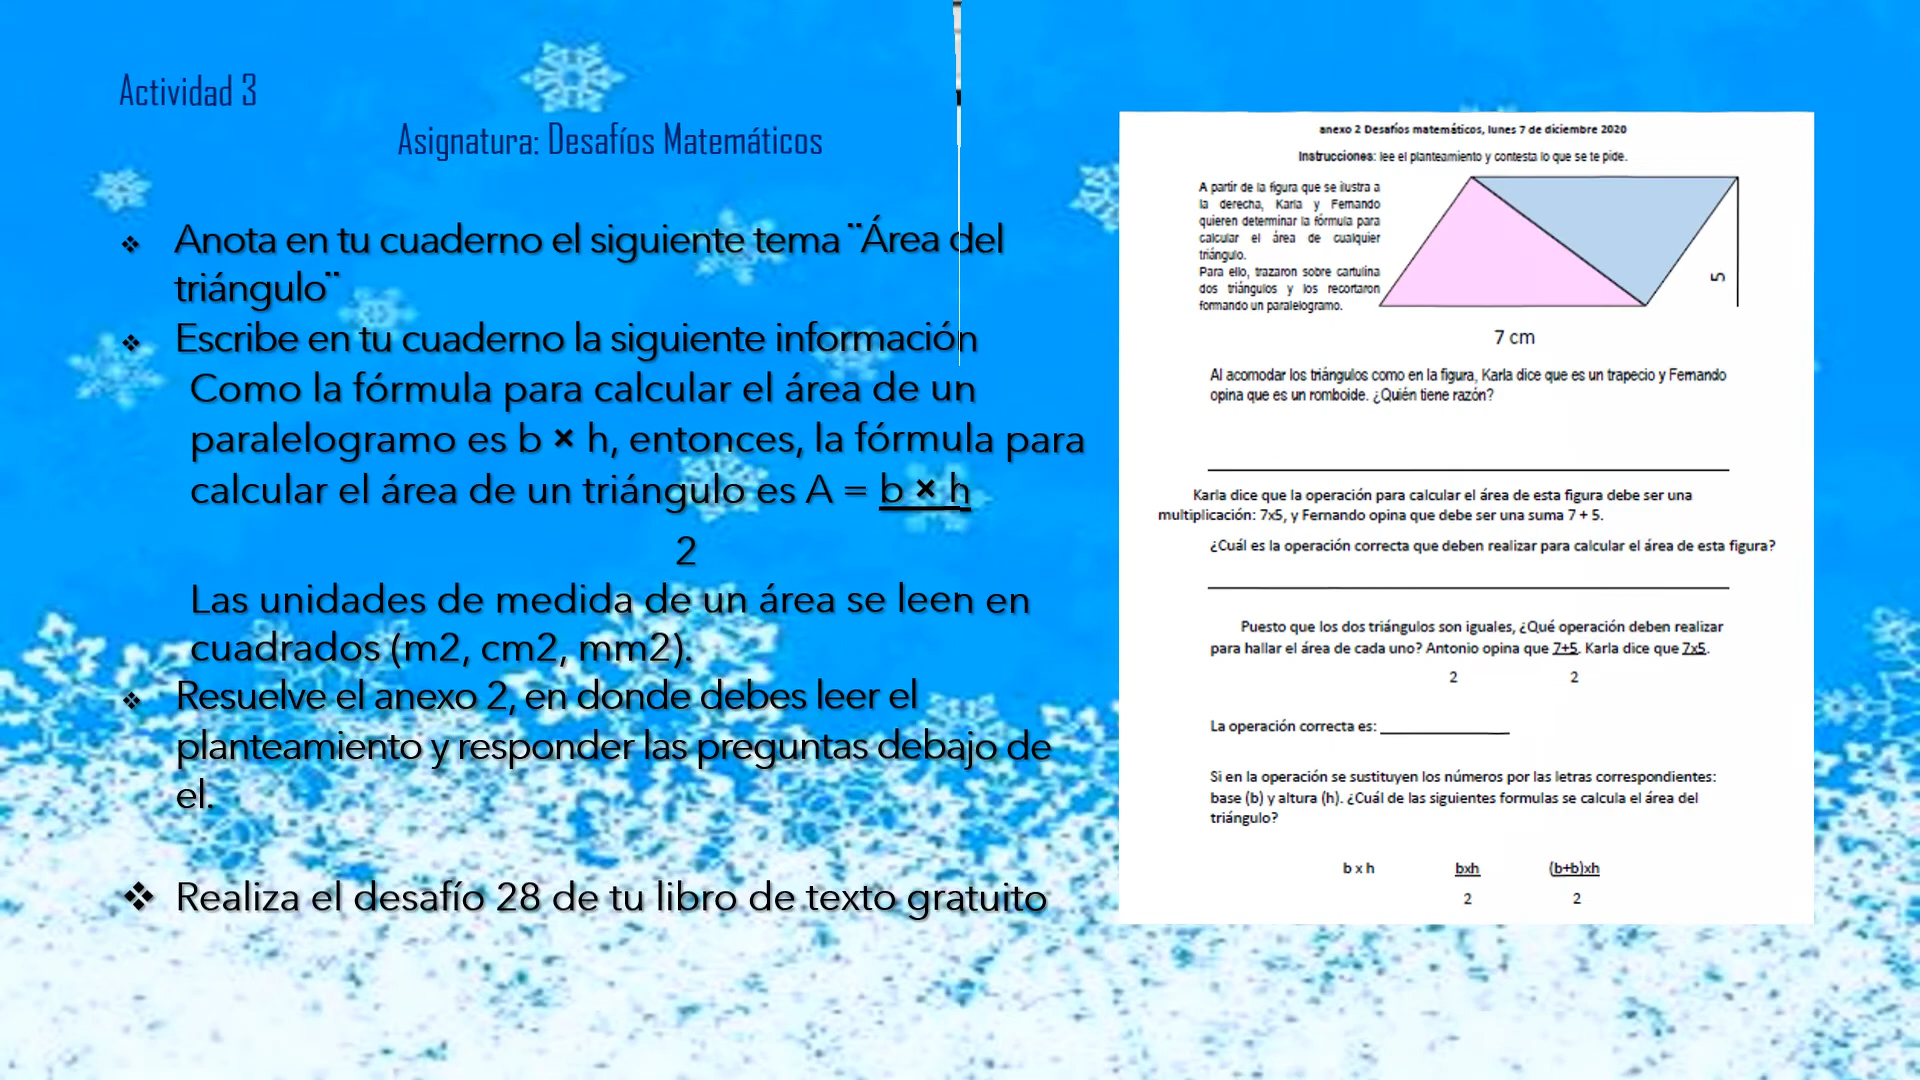 Actividad 3
Asignatura: Desafíos Matemáticos
❖ Anota en tu cuaderno el siguiente tema ¨Área del
triángulo¨
❖ Escribe en tu cuaderno la siguiente información
Como la fórmula para calcular el área de un
paralelogramo es b × h, entonces, la fórmula para
calcular el área de un triángulo es A = b × h
2
Las unidades de medida de un área se leen en
cuadrados (m2, cm2, mm2).
❖ Resuelve el anexo 2, en donde debes leer el
planteamiento y responder las preguntas debajo de
el.
❖ Realiza el desafío 28 de tu libro de texto gratuito
anexo 2 Desafíos matemáticos, lunes 7 de diciembre 2020
Instrucciones: lee el planteamiento y contesta lo que se te pide.
A partir de la figura que se ilustra a
la derecha, Karla y Fernando
quieren determinar la fórmula para
calcular el área de cualquier
triángulo.
Para ello, trazaron sobre cartulina
dos triángulos y los recortaron
formando un paralelogramo.
5
7 cm
Al acomodar los triángulos como en la figura, Karla dice que es un trapecio y Fernando
opina que es un romboide. ¿Quién tiene razón?
Karla dice que la operación para calcular el área de esta figura debe ser una
multiplicación: 7x5, y Fernando opina que debe ser una suma 7 + 5.
¿Cuál es la operación correcta que deben realizar para calcular el área de esta figura?
Puesto que los dos triángulos son iguales, ¿Qué operación deben realizar
para hallar el área de cada uno? Antonio opina que 7+5. Karla dice que 7x5.
2 2
La operación correcta es: ____________
Si en la operación se sustituyen los números por las letras correspondientes:
base (b) y altura (h). ¿Cuál de las siguientes formulas se calcula el área del
triángulo?
b x h bxh (b+b)xh
2 2